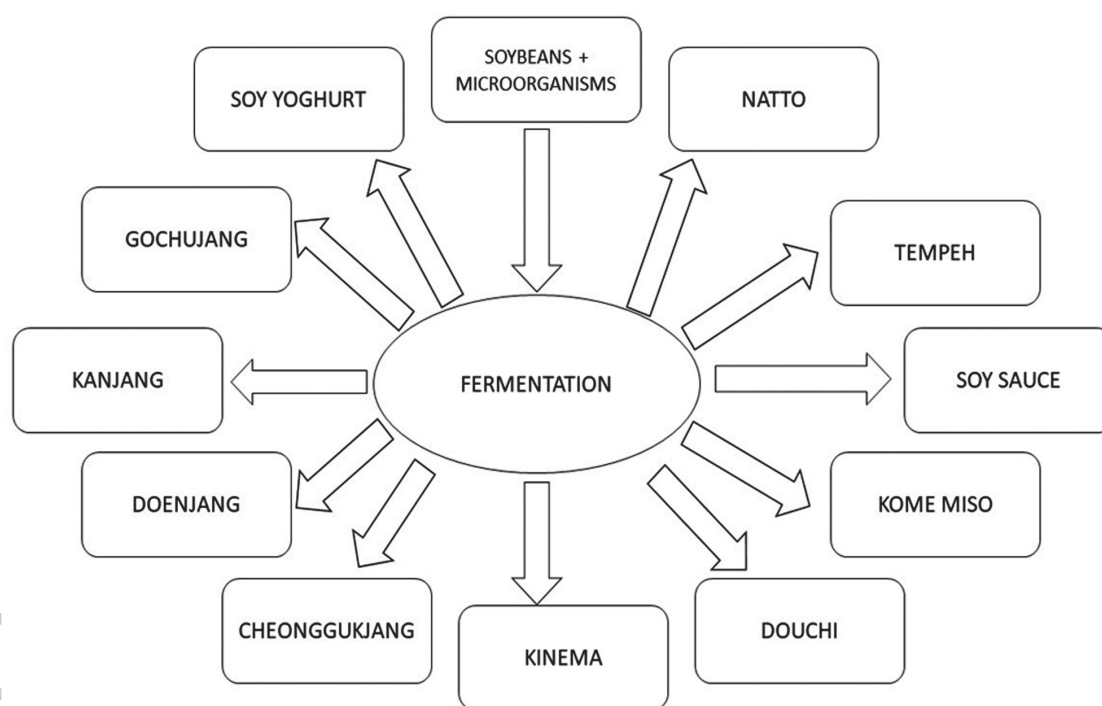 SOYBEANS +
MICROORGANISMS
SOY YOGHURT
NATTO
GOCHUJANG
TEMPEH
KANJANG
FERMENTATION
SOY SAUCE
DOENJANG
KOME MISO
CHEONGGUKJANG
KINEMA
DOUCHI